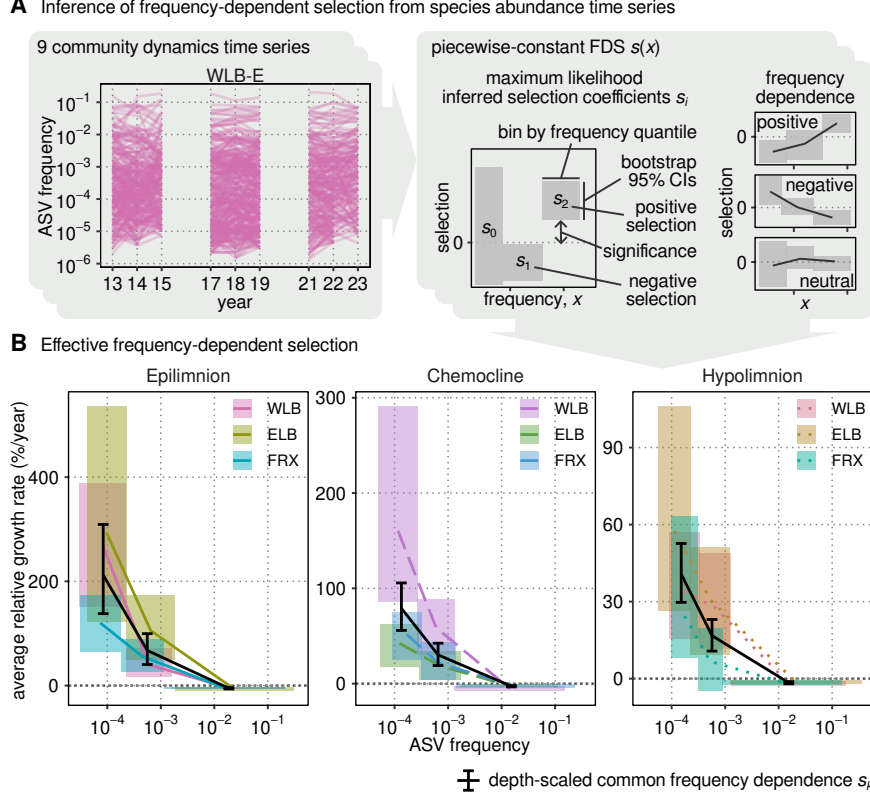 A Inference of frequency-dependent selection from species abundance time series
9 community dynamics time series
WLB-E
ASV frequency
10⁻¹
10⁻²
10⁻³
10⁻⁴
10⁻⁵
10⁻⁶
13 14 15 17 18 19 21 22 23
year
piecewise-constant FDS s(x)
maximum likelihood
inferred selection coefficients sᵢ
bin by frequency quantile
bootstrap
95% CIs
positive
selection
significance
negative
selection
selection
0
s₀
s₁
s₂
frequency, x
frequency
dependence
positive
0
negative
0
neutral
0
selection
x
B Effective frequency-dependent selection
Epilimnion
WLB
ELB
FRX
average relative growth rate (%/year)
400
200
0
10⁻⁴ 10⁻³ 10⁻² 10⁻¹
Chemocline
WLB
ELB
FRX
300
200
100
0
10⁻⁴ 10⁻³ 10⁻² 10⁻¹
ASV frequency
Hypolimnion
WLB
ELB
FRX
90
60
30
0
10⁻⁴ 10⁻³ 10⁻² 10⁻¹
depth-scaled common frequency dependence